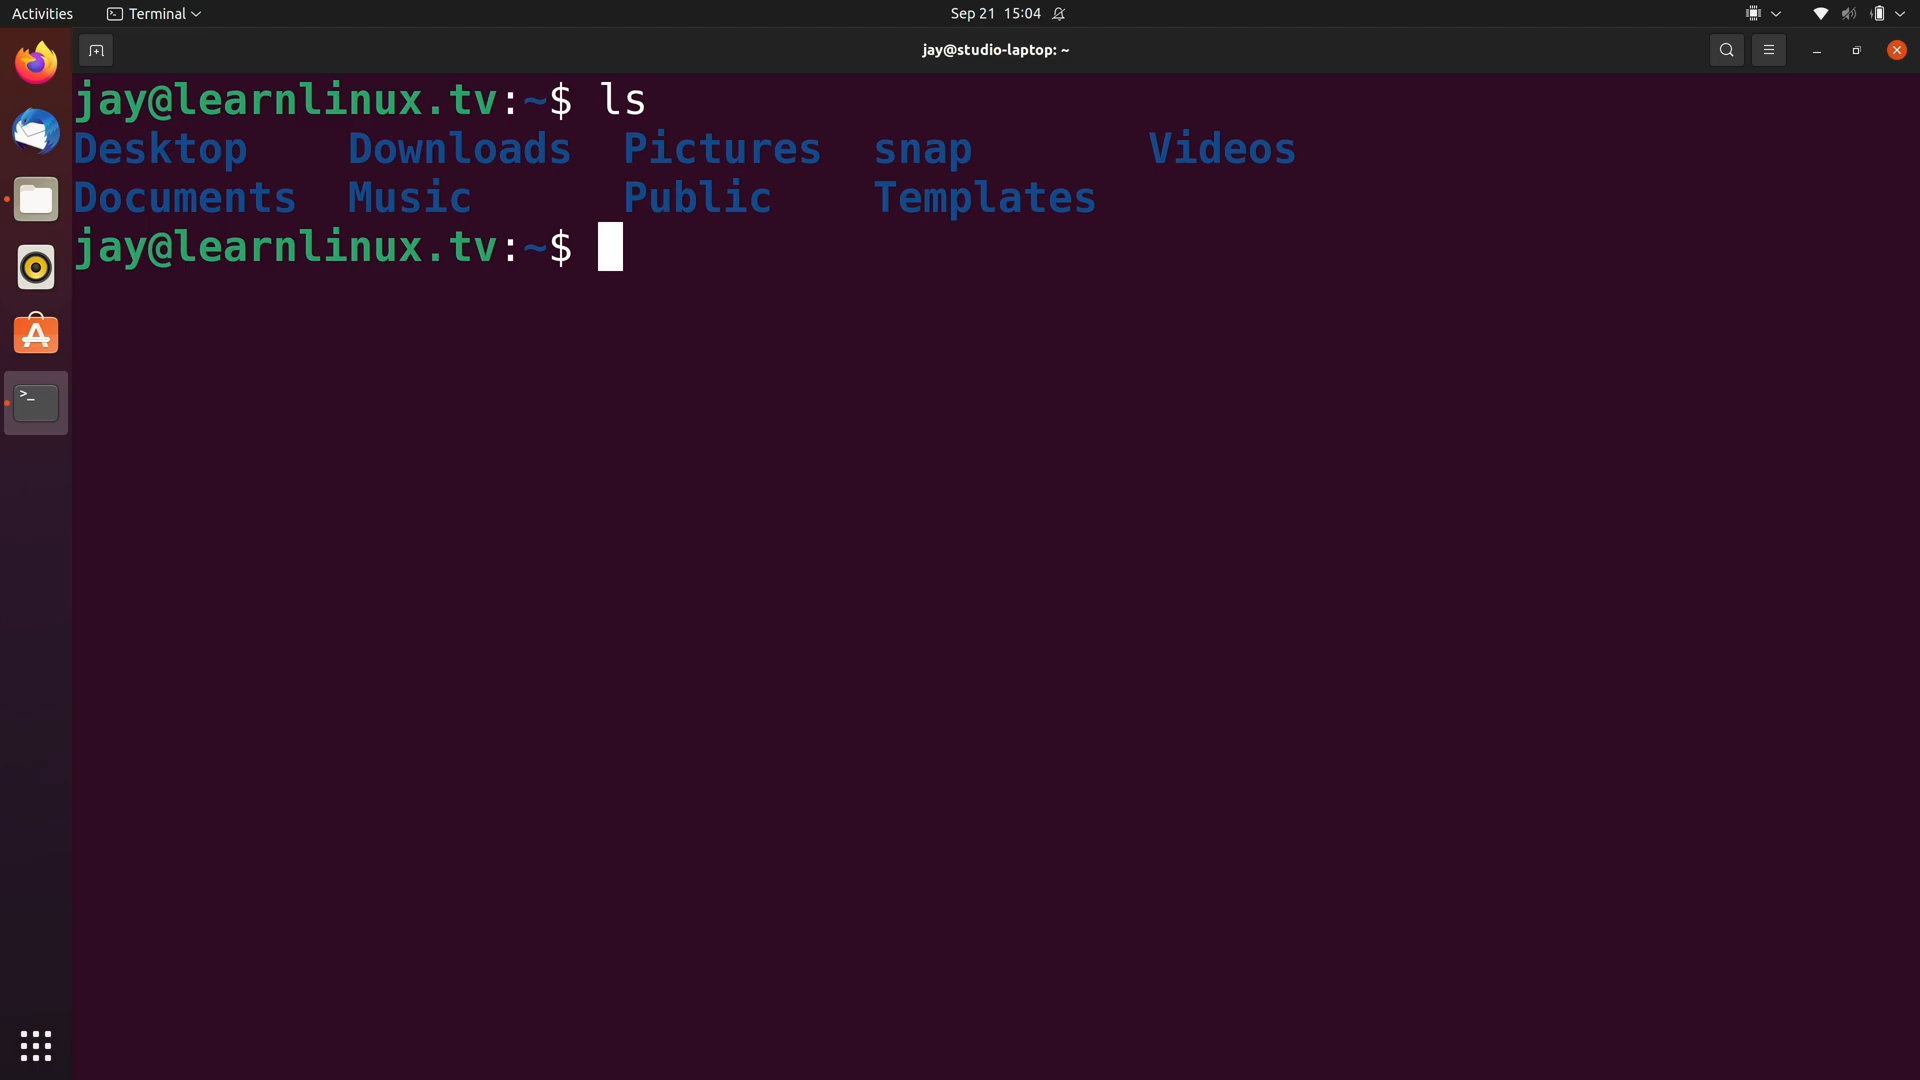 Activities Terminal Sep 21 15:04
jay@studio-laptop: ~
jay@learnlinux.tv:~$ ls
Desktop Downloads Pictures snap Videos
Documents Music Public Templates
jay@learnlinux.tv:~$